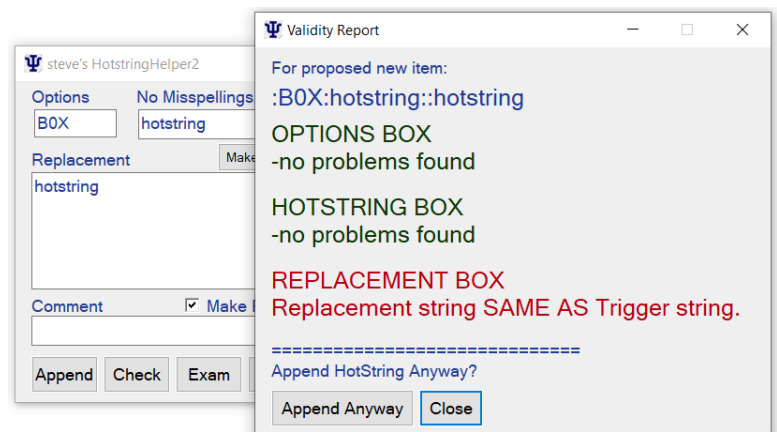 steve's HotstringHelper2
Options No Misspellings
B0X hotstring
Replacement Make
hotstring
Comment Make
Append Check Exam
Validity Report
For proposed new item:
:B0X:hotstring::hotstring
OPTIONS BOX
-no problems found
HOTSTRING BOX
-no problems found
REPLACEMENT BOX
Replacement string SAME AS Trigger string.
==============================
Append HotString Anyway?
Append Anyway Close